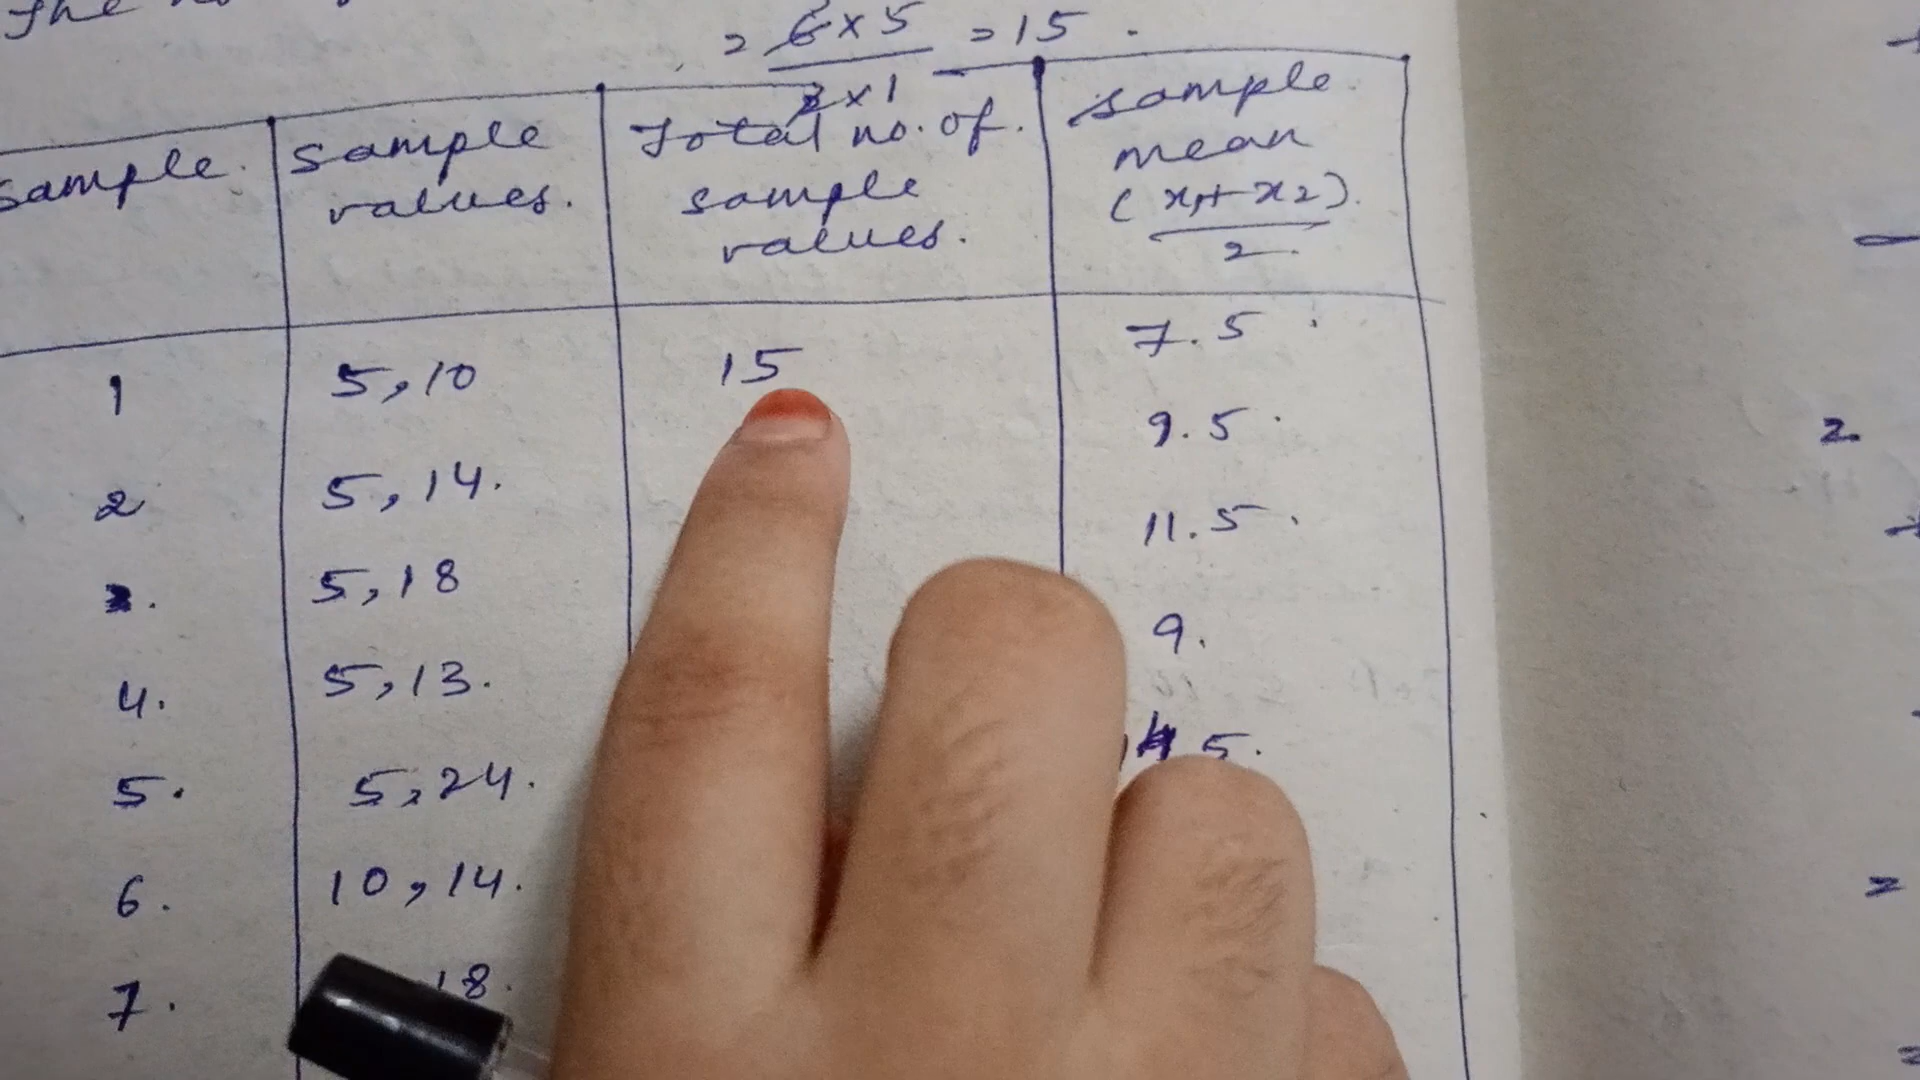 The
= 6 x 5 = 15 .
2 x 1
sample. sample values. Total no. of. sample values. sample mean (x1 + x2). 2
1 5, 10 15 7.5
2 5, 14. 9.5
3. 5, 18 11.5
4. 5, 13. 9.
5. 5, 24. 5.
6. 10, 14.
7. 18.
2
=
=